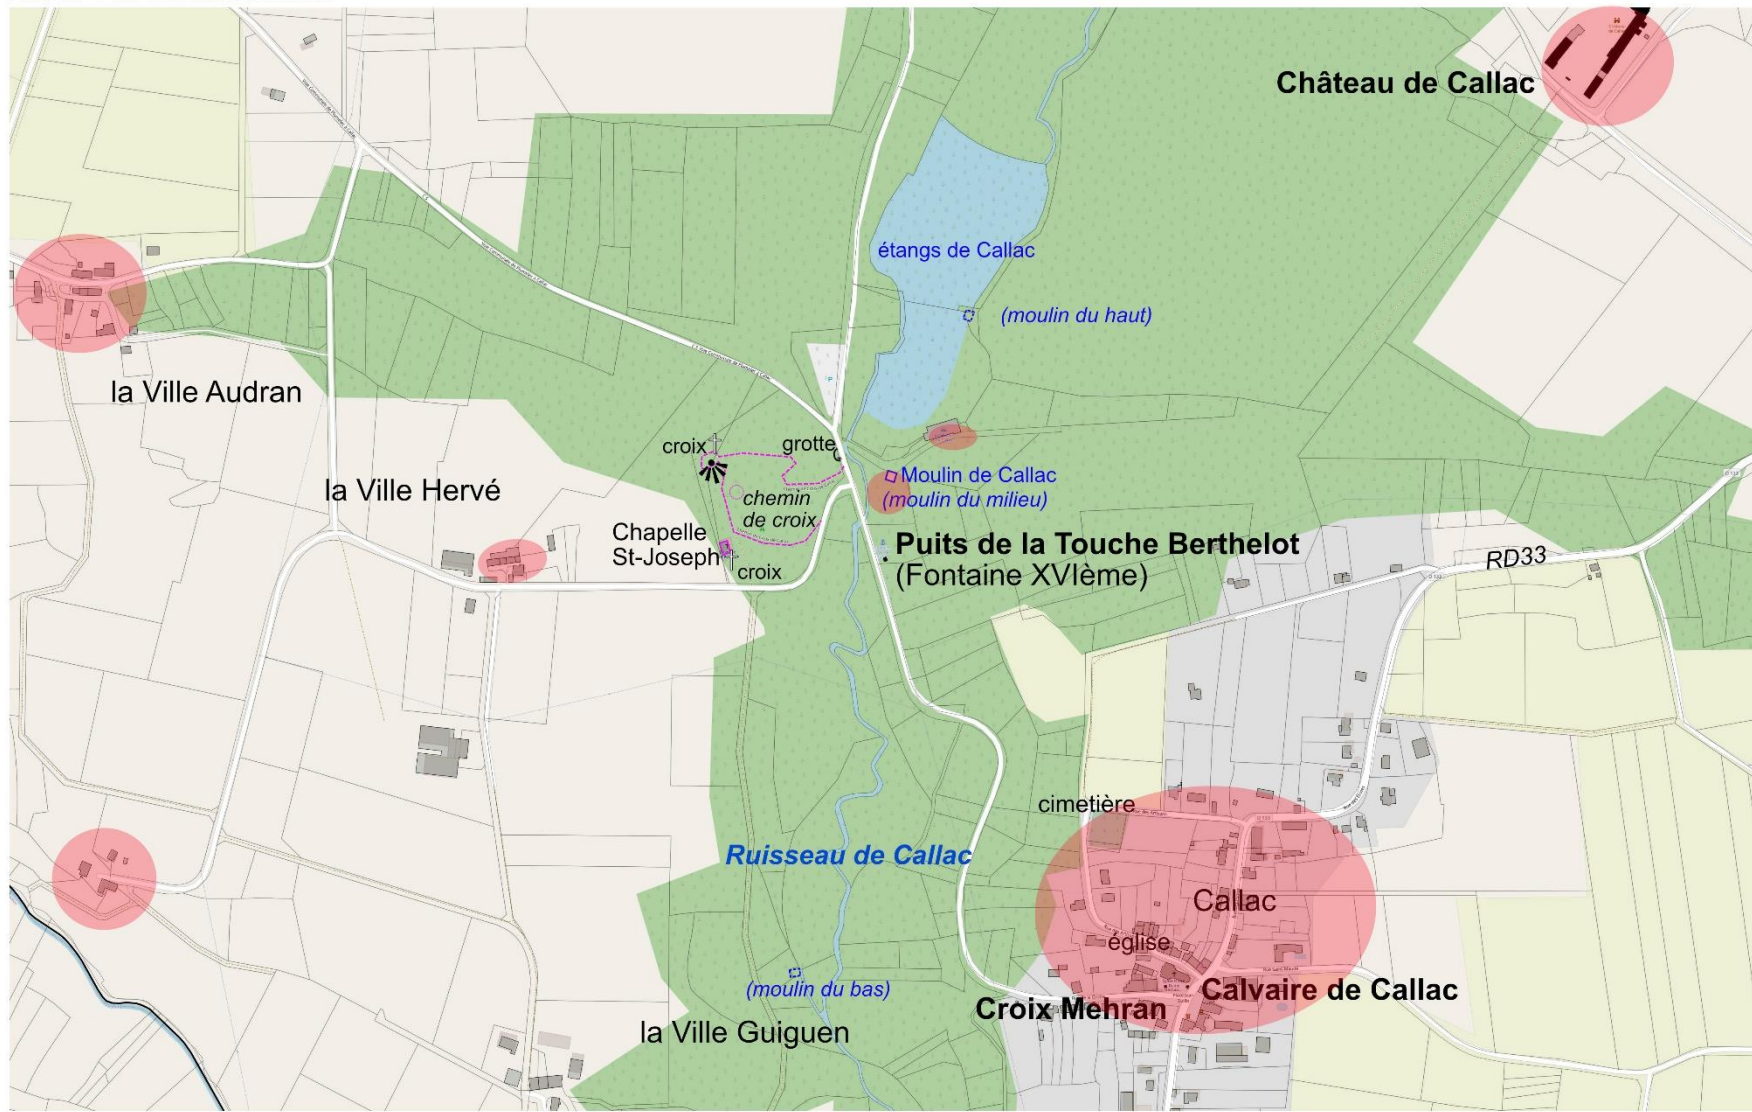 Château de Callac
étangs de Callac
(moulin du haut)
la Ville Audran
croix
grotte
Moulin de Callac
(moulin du milieu)
la Ville Hervé
chemin
de croix
Chapelle
St-Joseph
croix
Puits de la Touche Berthelot
(Fontaine XVIème)
RD33
cimetière
Ruisseau de Callac
Callac
église
(moulin du bas)
Calvaire de Callac
Croix Mehran
la Ville Guiguen